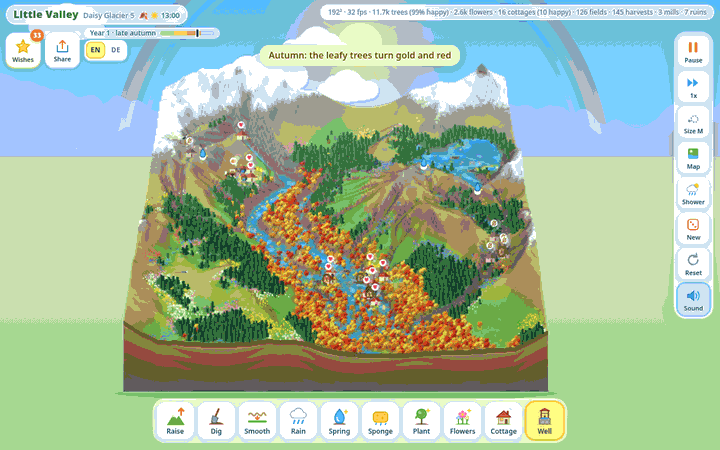 Little Valley Daisy Glacier 5 13:00
192² · 32 fps · 11.7k trees (99% happy) · 2.6k flowers · 16 cottages (10 happy) · 126 fields · 145 harvests · 3 mills · 7 ruins
Year 1 · late autumn
33
Wishes
Share
EN
DE
Autumn: the leafy trees turn gold and red
Pause
1x
Size M
Map
Shower
New
Reset
Sound
Raise
Dig
Smooth
Rain
Spring
Sponge
Plant
Flowers
Cottage
Well